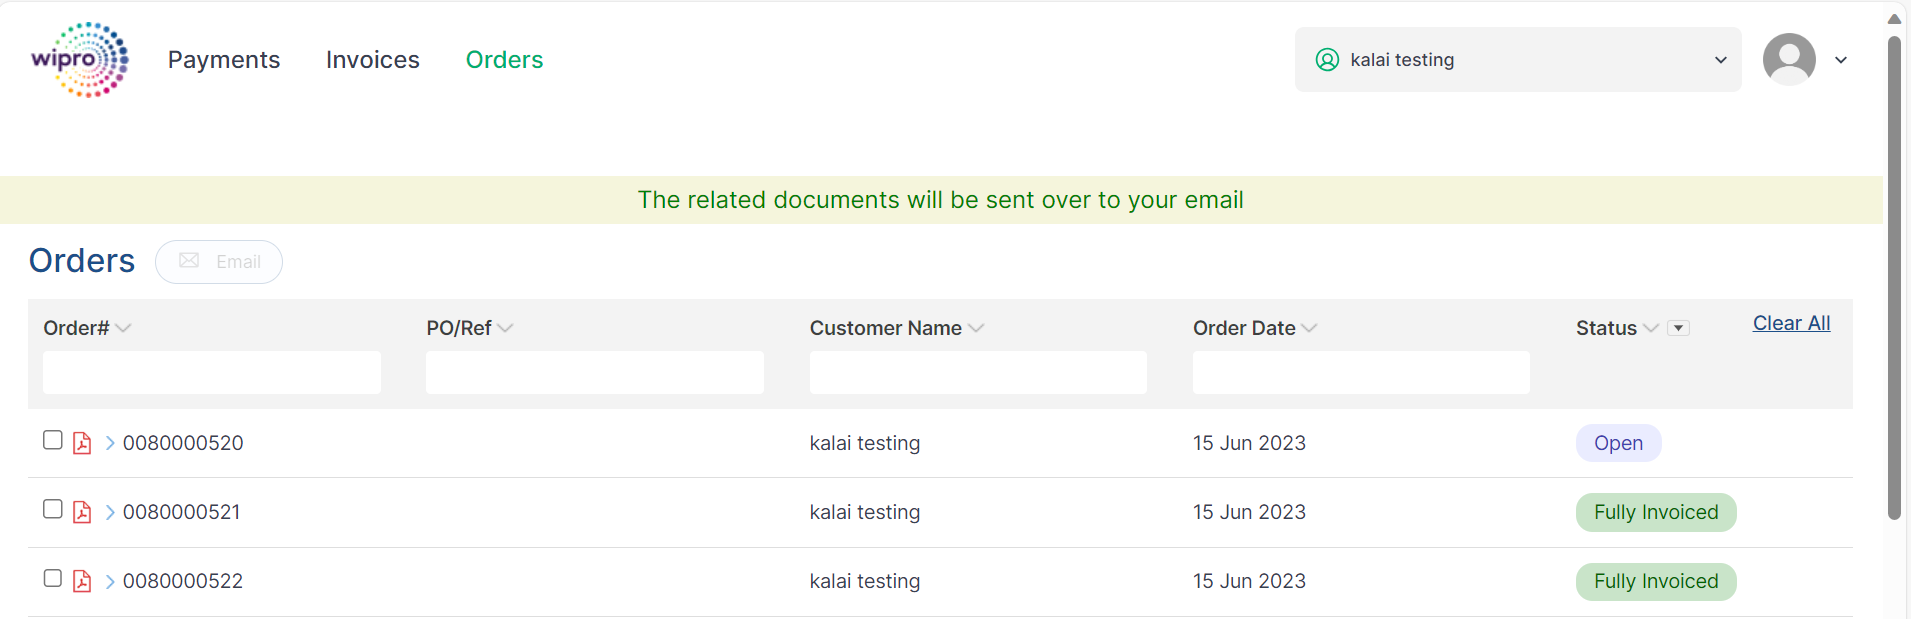 wipro Payments Invoices Orders kalai testing
The related documents will be sent over to your email
Orders Email
Order# PO/Ref Customer Name Order Date Status Clear All
0080000520 kalai testing 15 Jun 2023 Open
0080000521 kalai testing 15 Jun 2023 Fully Invoiced
0080000522 kalai testing 15 Jun 2023 Fully Invoiced